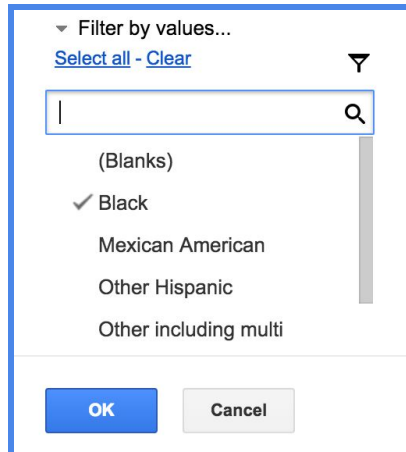 Filter by values...
Select all - Clear
(Blanks)
Black
Mexican American
Other Hispanic
Other including multi
OK Cancel